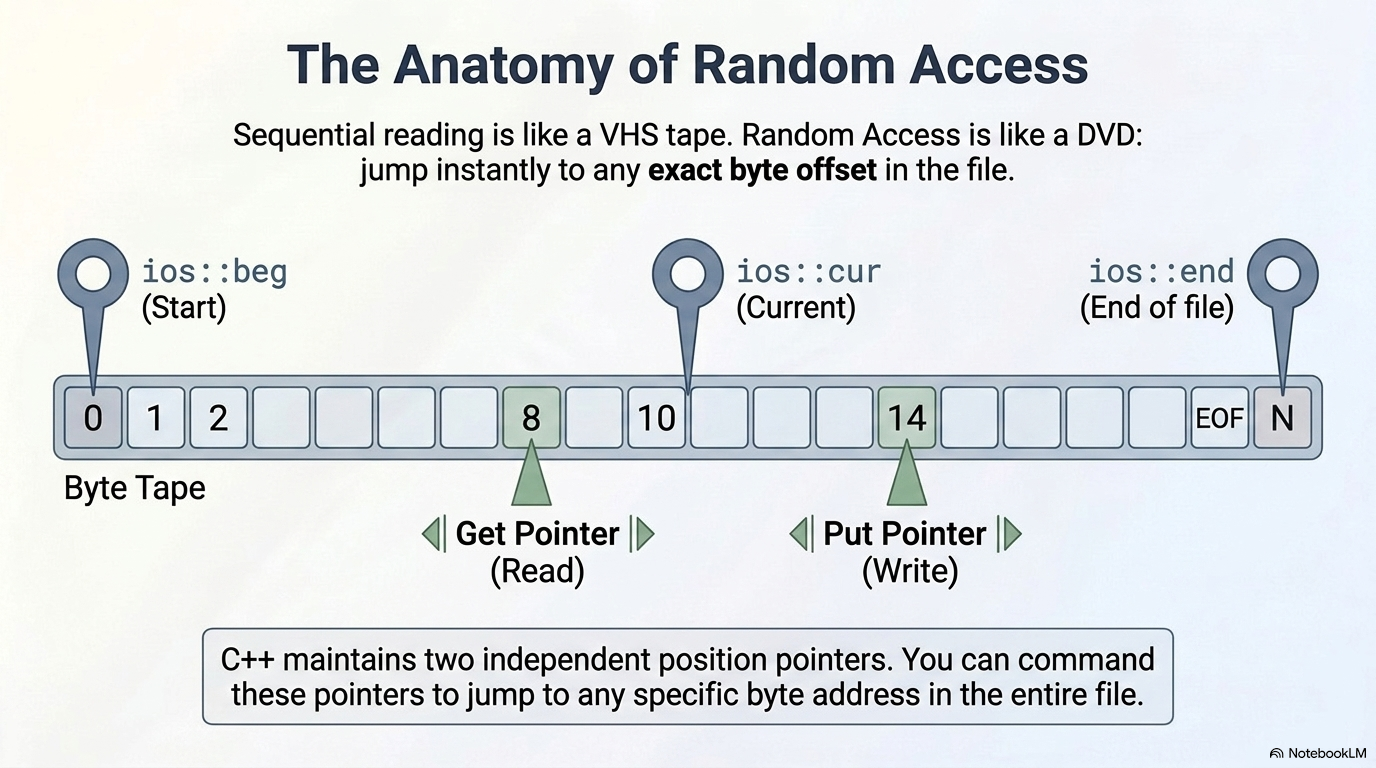 The Anatomy of Random Access
Sequential reading is like a VHS tape. Random Access is like a DVD:
jump instantly to any exact byte offset in the file.
ios::beg
(Start)
ios::cur
(Current)
ios::end
(End of file)
0 1 2 8 10 14 EOF N
Byte Tape
Get Pointer
(Read)
Put Pointer
(Write)
C++ maintains two independent position pointers. You can command
these pointers to jump to any specific byte address in the entire file.
NotebookLM